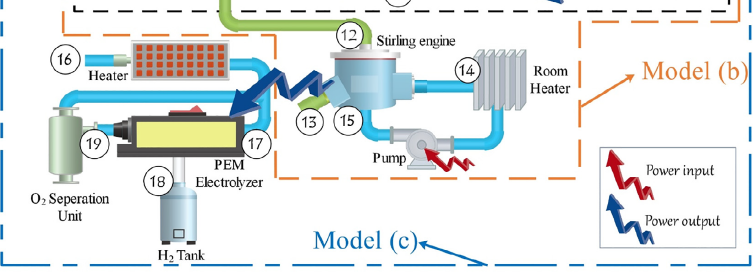 12
Stirling engine
16
Heater
14
Room
Heater
Model (b)
13
15
19
17
Pump
PEM
Electrolyzer
18
O2 Seperation
Unit
H2 Tank
Model (c)
Power input
Power output